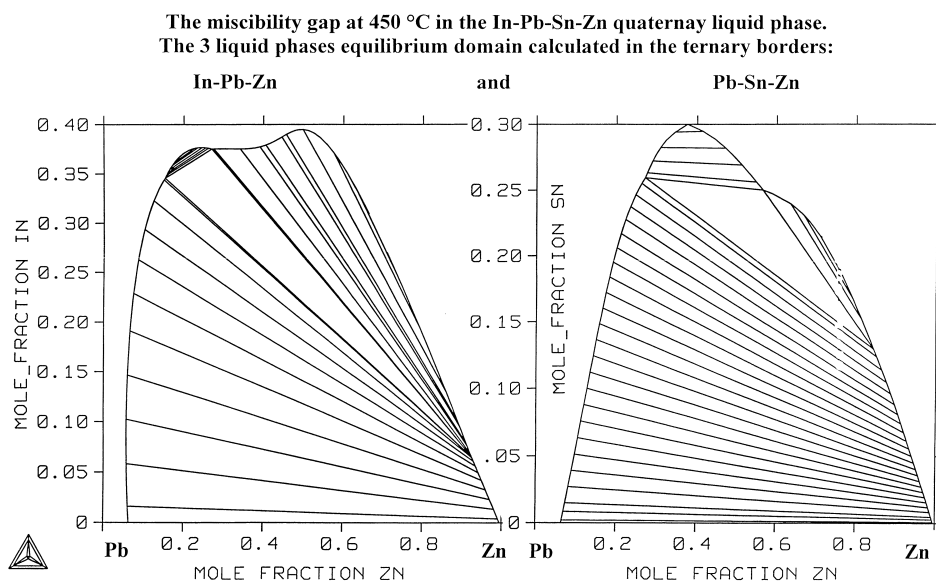 The miscibility gap at 450 °C in the In-Pb-Sn-Zn quaternay liquid phase.
The 3 liquid phases equilibrium domain calculated in the ternary borders:
In-Pb-Zn and Pb-Sn-Zn
0.40
0.35
0.30
0.25
0.20
0.15
0.10
0.05
0
MOLE_FRACTION IN
Pb 0.2 0.4 0.6 0.8 Zn
MOLE FRACTION ZN
0.30
0.25
0.20
0.15
0.10
.05
0
MOLE_FRACTION SN
Pb 0.2 0.4 0.6 0.8 Zn
MOLE FRACTION ZN